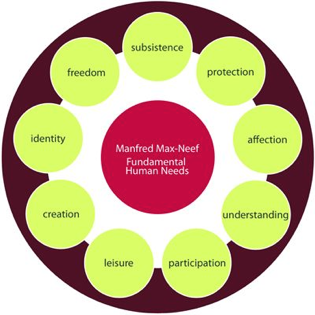 subsistence
freedom
protection
identity
Manfred Max-Neef
Fundamental
Human Needs
affection
creation
understanding
leisure
participation